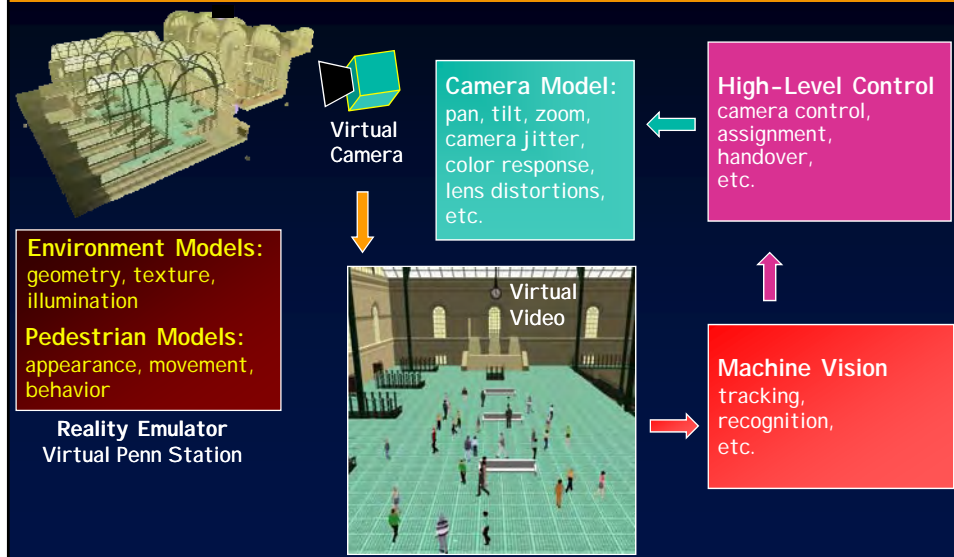 Virtual
Camera
Camera Model:
pan, tilt, zoom,
camera jitter,
color response,
lens distortions,
etc.
High-Level Control
camera control,
assignment,
handover,
etc.
Environment Models:
geometry, texture,
illumination
Pedestrian Models:
appearance, movement,
behavior
Reality Emulator
Virtual Penn Station
Virtual
Video
Machine Vision
tracking,
recognition,
etc.